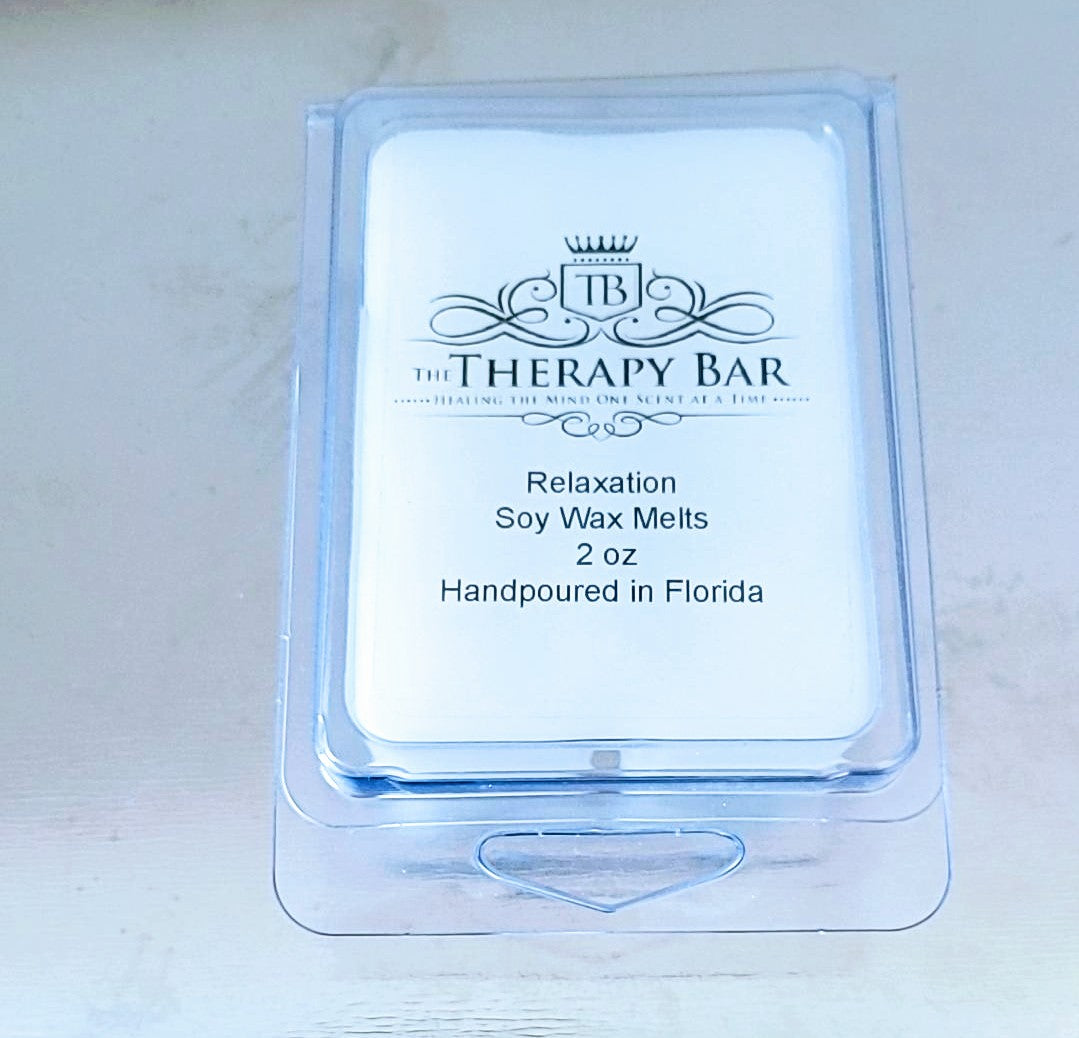 TB
THE THERAPY BAR
HEALING THE MIND ONE SCENT AT A TIME
Relaxation
Soy Wax Melts
2 oz
Handpoured in Florida